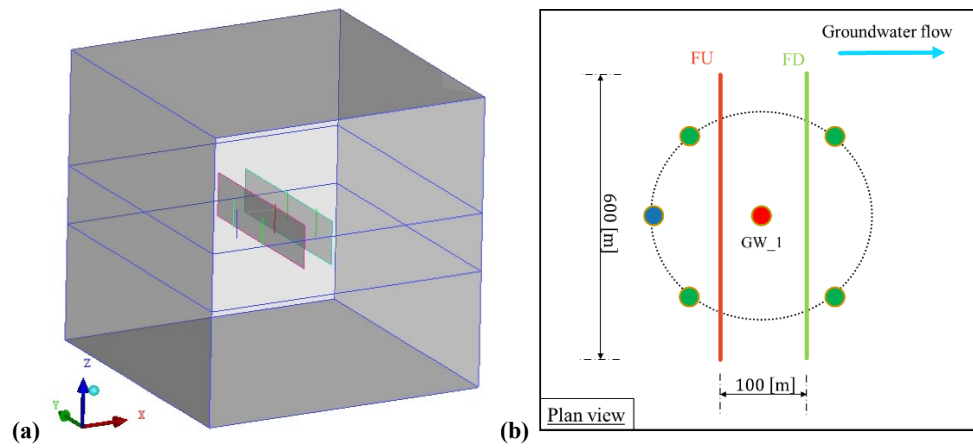 Z
Y
X
(a)
Groundwater flow
FU
FD
600 [m]
GW_1
100 [m]
Plan view
(b)